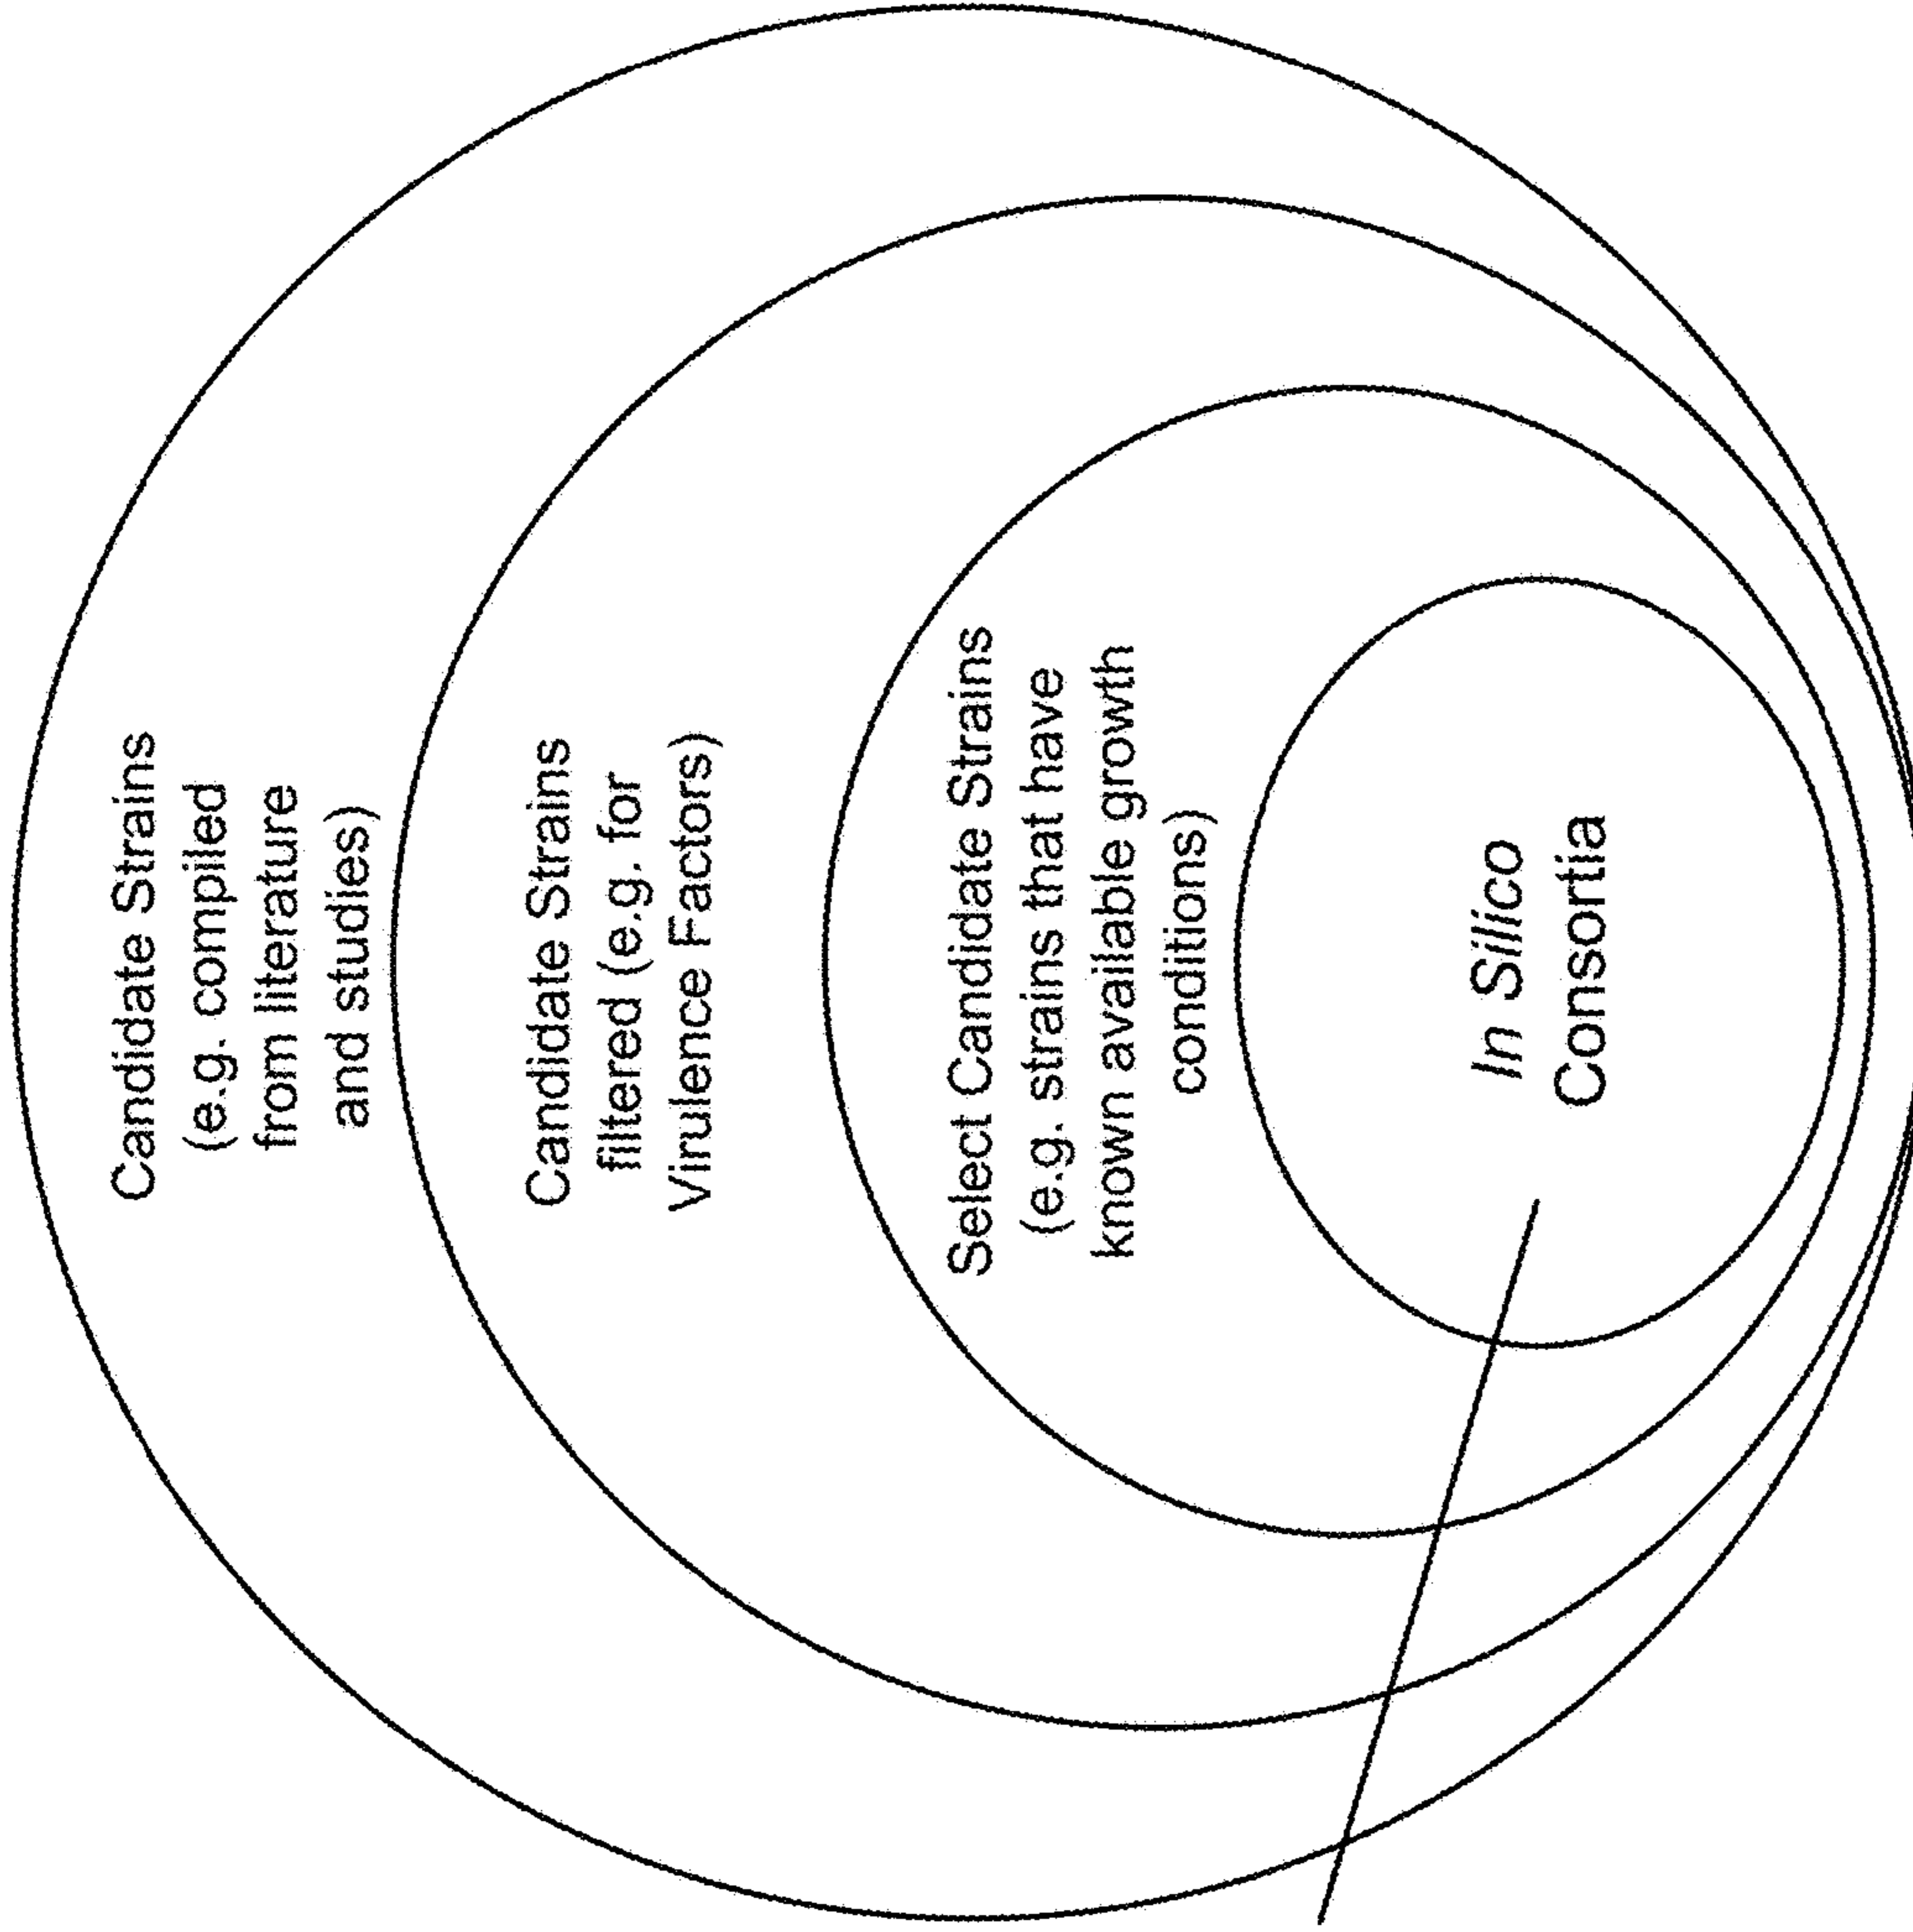 Candidate Strains
(e.g. compiled
from literature
and studies)
Candidate Strains
filtered (e.g. for
Virulence Factors)
Select Candidate Strains
(e.g. strains that have
known available growth
conditions)
In Silico
Consortia